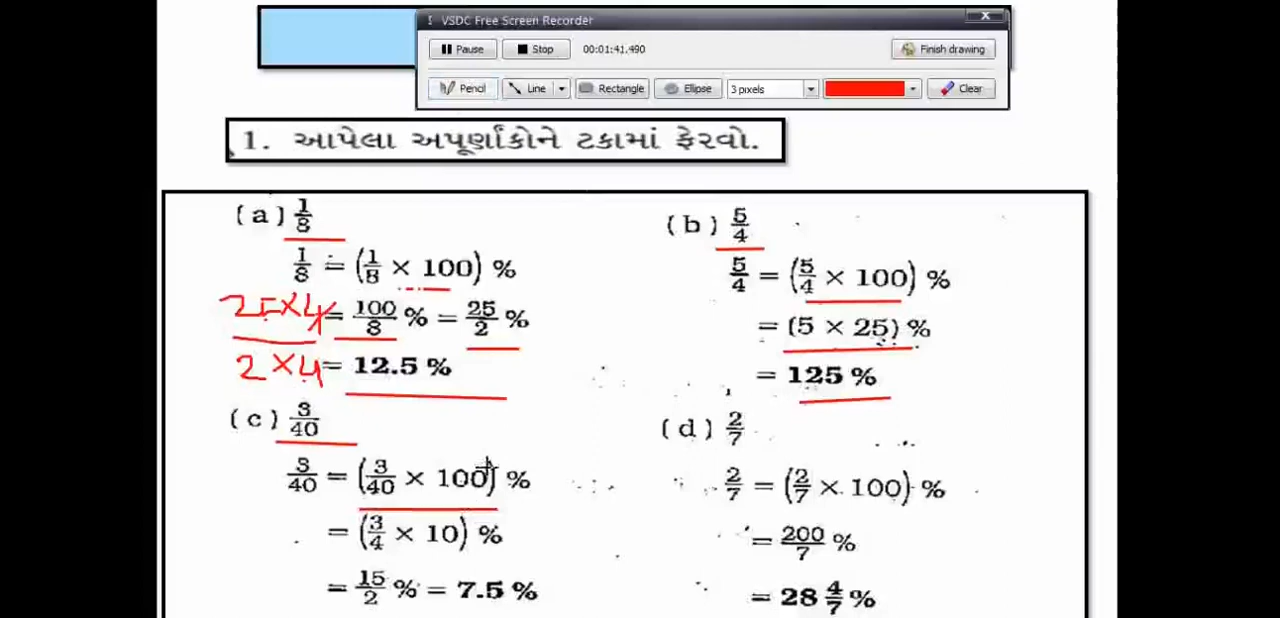 VSDC Free Screen Recorder X
Pause Stop 00:01:41.490 Finish drawing
Pencil Line Rectangle Ellipse 3 pixels Clear
1. આપેલા અપૂર્ણાંકોને ટકામાં ફેરવો.
(a) 1/8
1/8 = (1/8 × 100) %
25×4 = 100/8 % = 25/2 %
2×4 = 12.5 %
(b) 5/4
5/4 = (5/4 × 100) %
= (5 × 25) %
= 125 %
(c) 3/40
3/40 = (3/40 × 100) %
= (3/4 × 10) %
= 15/2 % = 7.5 %
(d) 2/7
2/7 = (2/7 × 100) %
= 200/7 %
= 28 4/7 %